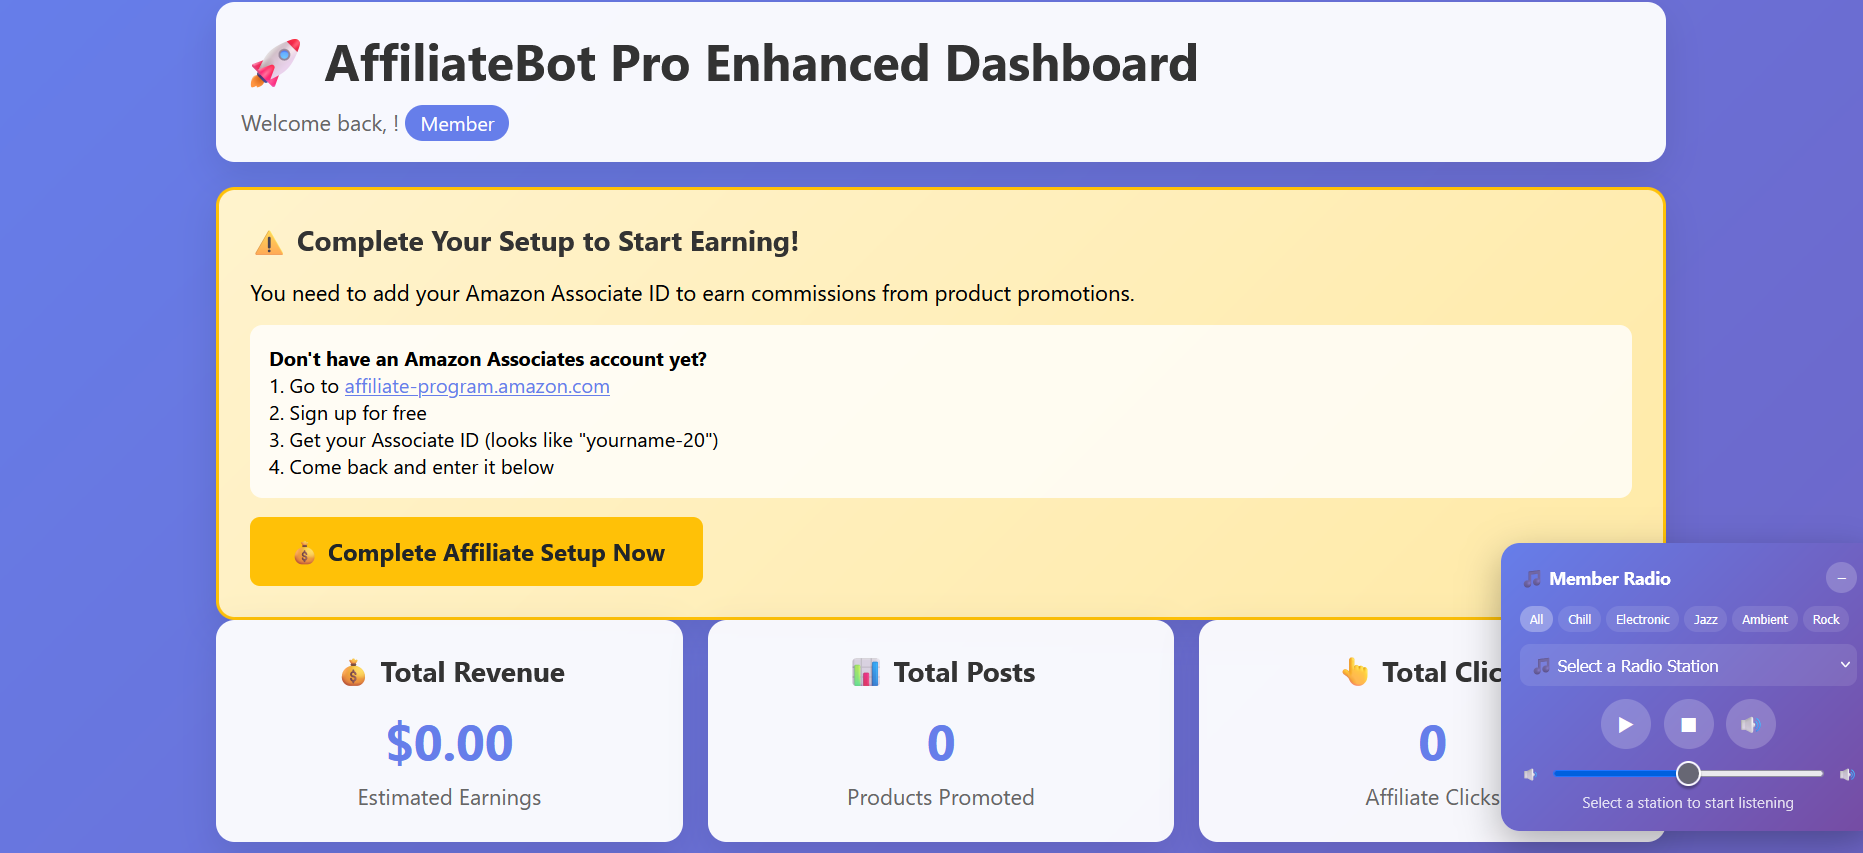 AffiliateBot Pro Enhanced Dashboard
Welcome back, ! Member
Complete Your Setup to Start Earning!
You need to add your Amazon Associate ID to earn commissions from product promotions.
Don't have an Amazon Associates account yet?
1. Go to affiliate-program.amazon.com
2. Sign up for free
3. Get your Associate ID (looks like "yourname-20")
4. Come back and enter it below
Complete Affiliate Setup Now
Total Revenue
$0.00
Estimated Earnings
Total Posts
0
Products Promoted
Total Clic
0
Affiliate Clicks
Member Radio
All Chill Electronic Jazz Ambient Rock
Select a Radio Station
Select a station to start listening